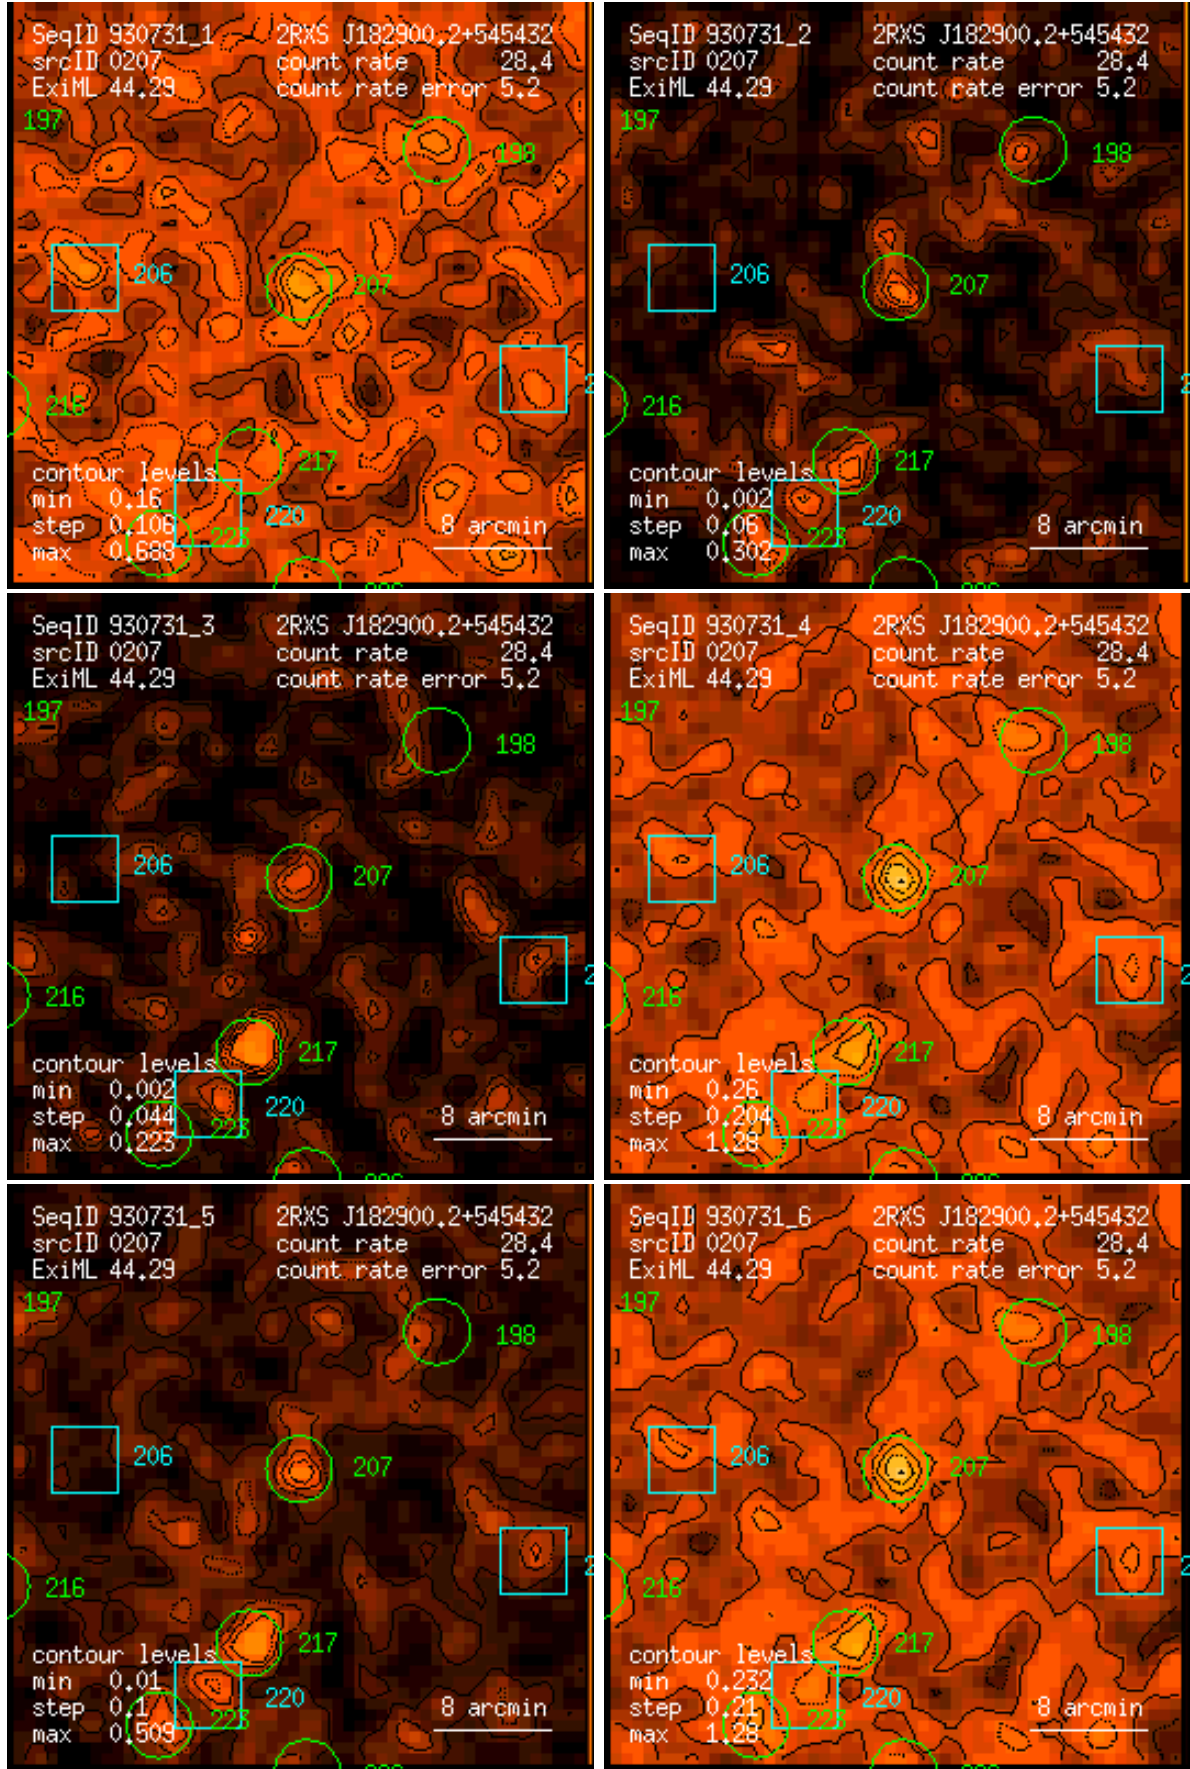 SeqID 930731_1 2RXS J182900.2+545432
srcID 0207 count rate 28.4
ExiML 44.29 count rate error 5.2
197
198
206
207
216
217
contour levels
min 0.16
220
step 0.106
223
8 arcmin
max 0.688
SeqID 930731_2 2RXS J182900.2+545432
srcID 0207 count rate 28.4
ExiML 44.29 count rate error 5.2
197
198
206
207
216
217
contour levels
min 0.002
220
step 0.06
223
8 arcmin
max 0.302
SeqID 930731_3 2RXS J182900.2+545432
srcID 0207 count rate 28.4
ExiML 44.29 count rate error 5.2
197
198
206
207
216
217
contour levels
min 0.002
220
step 0.044
223
8 arcmin
max 0.223
SeqID 930731_4 2RXS J182900.2+545432
srcID 0207 count rate 28.4
ExiML 44.29 count rate error 5.2
197
198
206
207
216
217
contour levels
min 0.26
220
step 0.204
223
8 arcmin
max 1.28
SeqID 930731_5 2RXS J182900.2+545432
srcID 0207 count rate 28.4
ExiML 44.29 count rate error 5.2
197
198
206
207
216
217
contour levels
min 0.01
220
step 0.1
223
8 arcmin
max 0.509
SeqID 930731_6 2RXS J182900.2+545432
srcID 0207 count rate 28.4
ExiML 44.29 count rate error 5.2
197
198
206
207
216
217
contour levels
min 0.232
220
step 0.21
223
8 arcmin
max 1.28